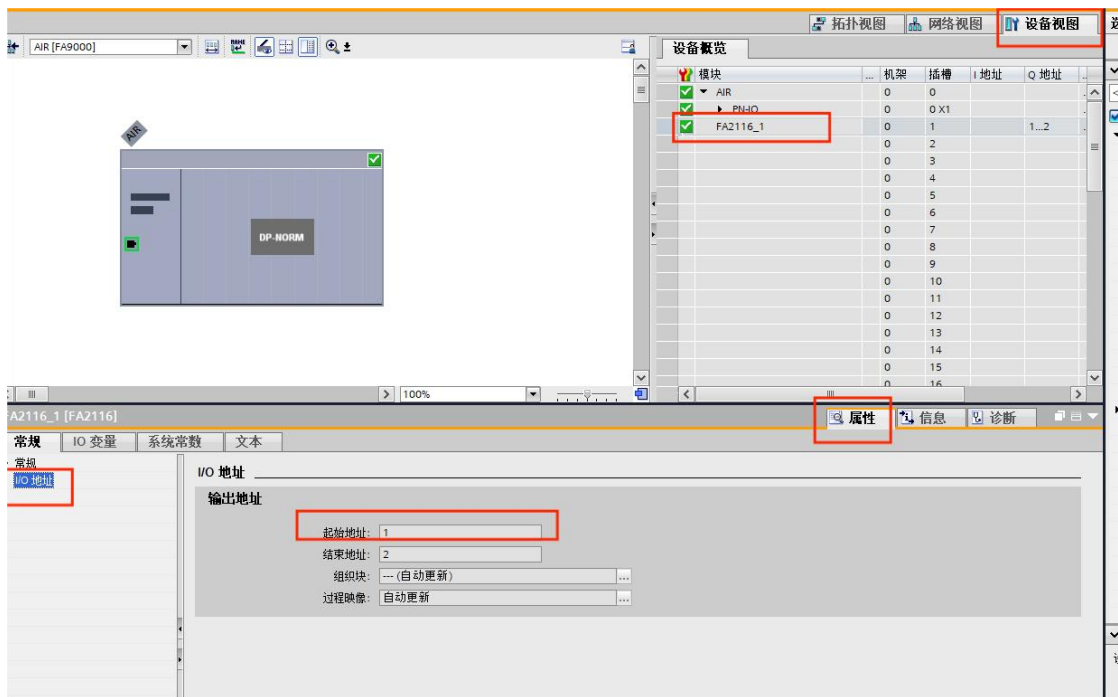 拓扑视图 网络视图 设备视图 选
AIR [FA9000] 设备概览
模块 ... 机架 插槽 I 地址 Q 地址 ...
AIR 0 0
PN-IO 0 0 X1
FA2116_1 0 1 1...2
0 2
0 3
0 4
0 5
0 6
0 7
0 8
0 9
0 10
0 11
0 12
0 13
0 14
0 15
0 16
AIR
DP-NORM
100%
FA2116_1 [FA2116] 属性 信息 诊断
常规 IO 变量 系统常数 文本
常规
I/O 地址
I/O 地址
输出地址
起始地址: 1
结束地址: 2
组织块: --- (自动更新) ...
过程映像: 自动更新 ...